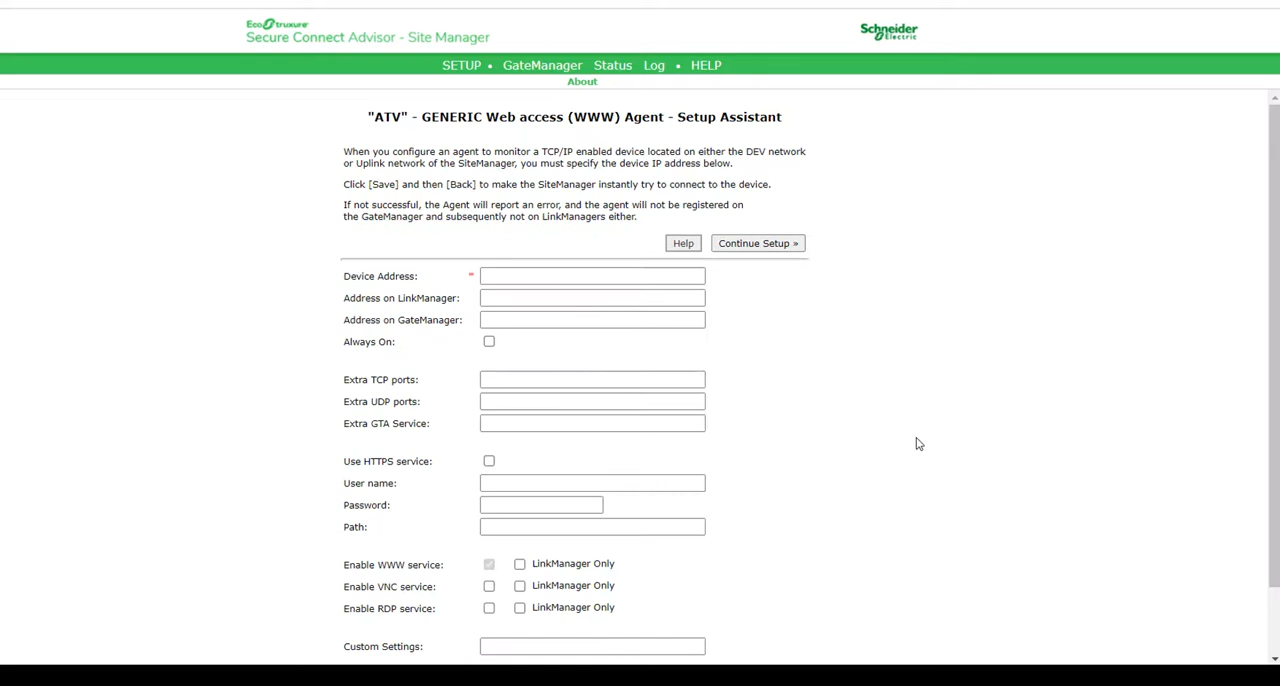 EcoStruxure
Secure Connect Advisor - Site Manager
Schneider
Electric
SETUP • GateManager Status Log • HELP
About
"ATV" - GENERIC Web access (WWW) Agent - Setup Assistant
When you configure an agent to monitor a TCP/IP enabled device located on either the DEV network
or Uplink network of the SiteManager, you must specify the device IP address below.
Click [Save] and then [Back] to make the SiteManager instantly try to connect to the device.
If not successful, the Agent will report an error, and the agent will not be registered on
the GateManager and subsequently not on LinkManagers either.
Help Continue Setup »
Device Address: *
Address on LinkManager:
Address on GateManager:
Always On:
Extra TCP ports:
Extra UDP ports:
Extra GTA Service:
Use HTTPS service:
User name:
Password:
Path:
Enable WWW service: LinkManager Only
Enable VNC service: LinkManager Only
Enable RDP service: LinkManager Only
Custom Settings: